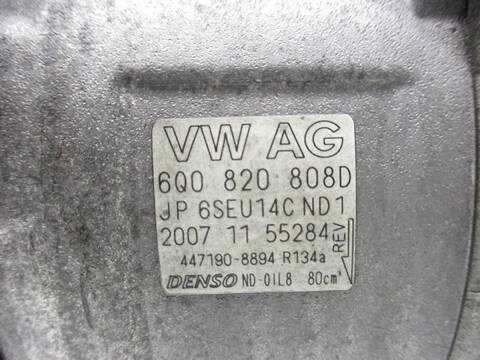 VW AG
6Q0 820 808D
JP 6SEU14C ND1
2007 11 55284
REV
447190-8894 R134a
DENSO ND-OIL8 80cm³